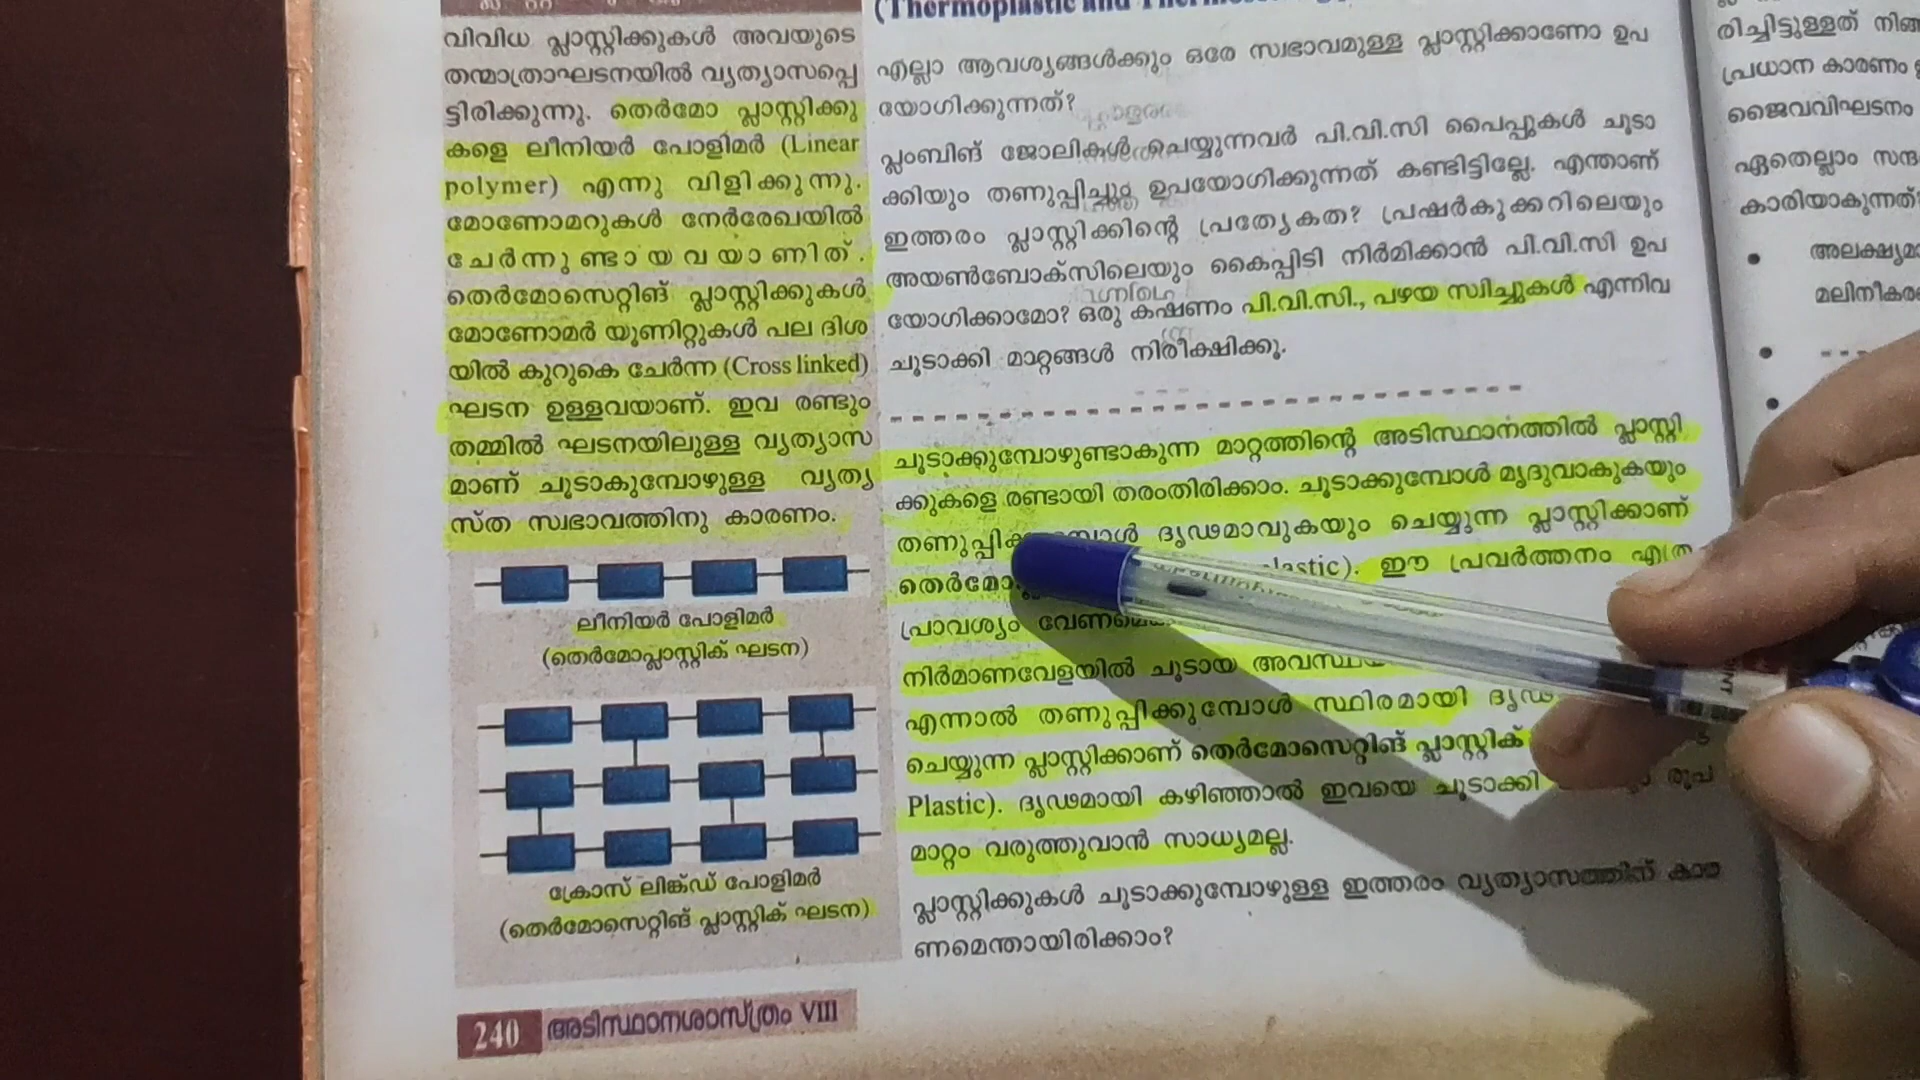 വിവിധ പ്ലാസ്റ്റിക്കുകൾ അവയുടെ
തന്മാത്രാഘടനയിൽ വ്യത്യാസപ്പെ
ട്ടിരിക്കുന്നു. തെർമോ പ്ലാസ്റ്റിക്കു
കളെ ലീനിയർ പോളിമർ (Linear
polymer) എന്നു വിളിക്കുന്നു.
മോണോമറുകൾ നേർരേഖയിൽ
ചേർന്നുണ്ടായവയാണിത്.
തെർമോസെറ്റിങ് പ്ലാസ്റ്റിക്കുകൾ
മോണോമർ യൂണിറ്റുകൾ പല ദിശ
യിൽ കുറുകെ ചേർന്ന (Cross linked)
ഘടന ഉള്ളവയാണ്. ഇവ രണ്ടും
തമ്മിൽ ഘടനയിലുള്ള വ്യത്യാസ
മാണ് ചൂടാകുമ്പോഴുള്ള വ്യത്യ
സ്ത സ്വഭാവത്തിനു കാരണം.
ലീനിയർ പോളിമർ
(തെർമോപ്ലാസ്റ്റിക് ഘടന)
ക്രോസ് ലിങ്ക്ഡ് പോളിമർ
(തെർമോസെറ്റിങ് പ്ലാസ്റ്റിക് ഘടന)
240 അടിസ്ഥാനശാസ്ത്രം VIII
(Thermoplastic and
എല്ലാ ആവശ്യങ്ങൾക്കും ഒരേ സ്വഭാവമുള്ള പ്ലാസ്റ്റിക്കാണോ ഉപ
യോഗിക്കുന്നത്?
പ്ലംബിങ് ജോലികൾ ചെയ്യുന്നവർ പി.വി.സി പൈപ്പുകൾ ചൂടാ
ക്കിയും തണുപ്പിച്ചും ഉപയോഗിക്കുന്നത് കണ്ടിട്ടില്ലേ. എന്താണ്
ഇത്തരം പ്ലാസ്റ്റിക്കിന്റെ പ്രത്യേകത? പ്രഷർകുക്കറിലെയും
അയൺബോക്സിലെയും കൈപ്പിടി നിർമിക്കാൻ പി.വി.സി ഉപ
യോഗിക്കാമോ? ഒരു കഷണം പി.വി.സി., പഴയ സ്വിച്ചുകൾ എന്നിവ
ചൂടാക്കി മാറ്റങ്ങൾ നിരീക്ഷിക്കൂ.
ചൂടാക്കുമ്പോഴുണ്ടാകുന്ന മാറ്റത്തിന്റെ അടിസ്ഥാനത്തിൽ പ്ലാസ്റ്റി
ക്കുകളെ രണ്ടായി തരംതിരിക്കാം. ചൂടാക്കുമ്പോൾ മൃദുവാകുകയും
ദൃഢമാവുകയും ചെയ്യുന്ന പ്ലാസ്റ്റിക്കാണ്
തെർമോ lastic). ഈ പ്രവർത്തനം എത്ര
പ്രാവശ്യം
നിർമാണവേളയിൽ ചൂടായ
എന്നാൽ തണുപ്പിക്കുമ്പോൾ സ്ഥിരമായി
ചെയ്യുന്ന പ്ലാസ്റ്റിക്കാണ് തെർമോസെറ്റിങ് പ്ലാസ്റ്റിക്
Plastic). ദൃഢമായി കഴിഞ്ഞാൽ ഇവയെ ചൂടാക്കി രൂപ
മാറ്റം വരുത്തുവാൻ സാധ്യമല്ല.
പ്ലാസ്റ്റിക്കുകൾ ചൂടാക്കുമ്പോഴുള്ള ഇത്തരം വ്യത്യാസത്തിന് കാര
ണമെന്തായിരിക്കാം?
രിച്ചിട്ടുള്ളത്
പ്രധാന കാരണം
ജൈവവിഘടനം
ഏതെല്ലാം
കാരിയാകുന്നത്?